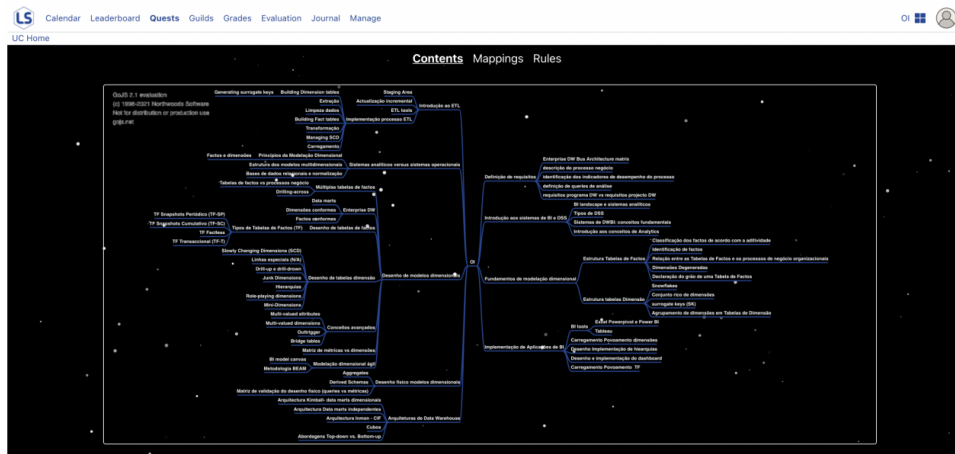 LS Calendar Leaderboard Quests Guilds Grades Evaluation Journal Manage OI
UC Home
Contents Mappings Rules
GoJS 2.1 evaluation
(c) 1998-2021 Northwoods Software
Not for distribution or production use
gojs.net
Generating surrogate keys
Building Dimension tables
Extração
Limpeza dados
Building Fact tables
Transformação
Managing SCD
Carregamento
Staging Area
Actualização incremental
ETL tools
Implementação processo ETL
Introdução ao ETL
Factos e dimensões
Princípios da Modelação Dimensional
Estrutura dos modelos multidimensionais
Bases de dados relacionais e normalização
Sistemas analíticos versus sistemas operacionais
Tabelas de factos vs processos negócio
Drilling-across
Múltiplas tabelas de factos
Data marts
Dimensões conformes
Factos conformes
Enterprise DW
TF Snapshots Periódico (TF-SP)
TF Snapshots Cumulativo (TF-SC)
TF Factless
TF Transaccional (TF-T)
Tipos de Tabelas de Factos (TF)
Desenho de tabelas de factos
Slowly Changing Dimensions (SCD)
Linhas especiais (N/A)
Drill-up e drill-drown
Junk Dimensions
Hierarquias
Role-playing dimensions
Mini-Dimensions
Desenho de tabelas dimensão
Desenho de modelos dimensionais
Multi-valued attributes
Multi-valued dimensions
Outtrigger
Bridge tables
Conceitos avançados
Matriz de métricas vs dimensões
BI model canvas
Metodologia BEAM
Modelação dimensional ágil
Aggregates
Derived Schemas
Matriz de validação do desenho físico (queries vs métricas)
Desenho físico modelos dimensionais
Arquitectura Kimball- data marts dimensionais
Arquitectura Data marts independentes
Arquitectura Inmon - CIF
Cubos
Abordagens Top-down vs. Bottom-up
Arquiteturas de Data Warehouse
OI
Definição de requisitos
Enterprise DW Bus Architecture matrix
descrição do processo negócio
identificação dos indicadores de desempenho do processo
definição de queries de análise
requisitos programa DW vs requisitos projecto DW
Introdução aos sistemas de BI e DSS
BI landscape e sistemas analíticos
Tipos de DSS
Sistemas de DWBI: conceitos fundamentais
Introdução aos conceitos de Analytics
Fundamentos de modelação dimensional
Estrutura Tabelas de Factos
Classificação dos factos de acordo com a aditividade
Identificação de factos
Relação entre as Tabelas de Factos e os processos de negócio organizacionais
Dimensões Degeneradas
Declaração do grão de uma Tabela de Factos
Estrutura tabelas Dimensão
Snowflakes
Conjunto rico de dimensões
surrogate keys (SK)
Agrupamento de dimensões em Tabelas de Dimensão
Implementação de Aplicações de BI
BI tools
Excel Powerpivot e Power BI
Tableau
Carregamento Povoamento dimensões
Desenho Implementação de hiearquias
Desenho e implementação do dashboard
Carregamento Povoamento TF